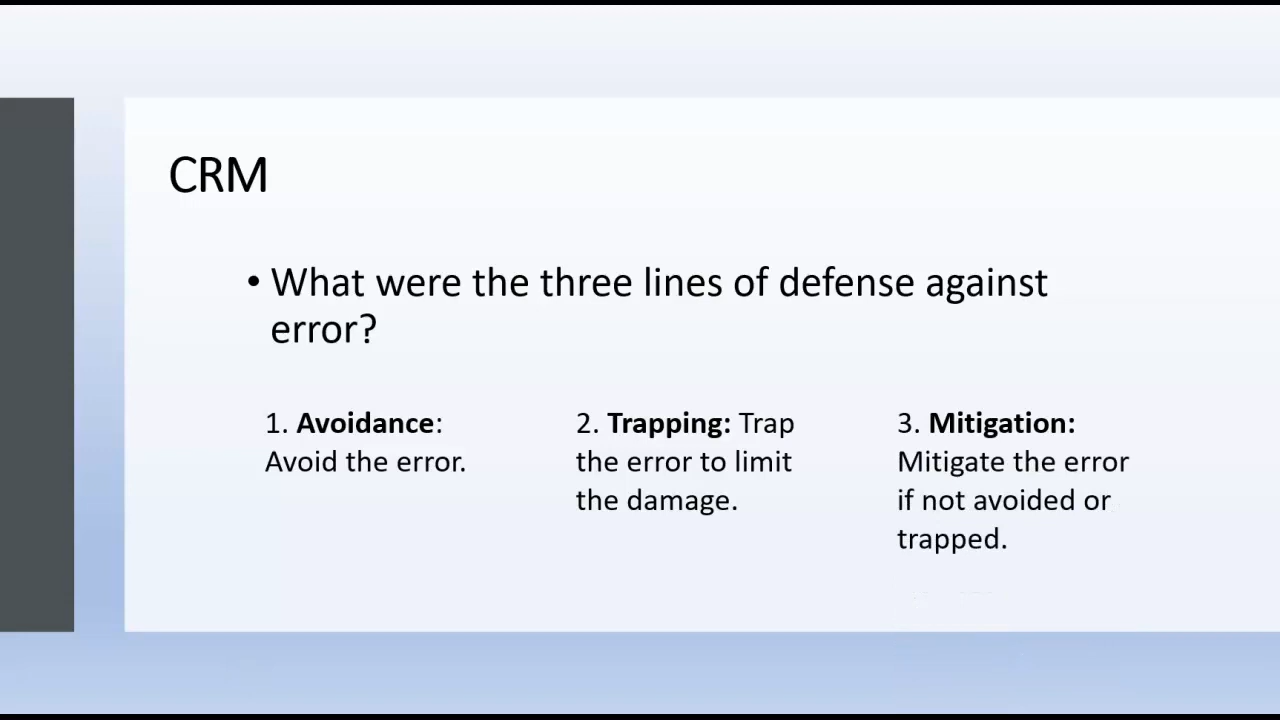 CRM
• What were the three lines of defense against
error?
1. Avoidance:
Avoid the error.
2. Trapping: Trap
the error to limit
the damage.
3. Mitigation:
Mitigate the error
if not avoided or
trapped.